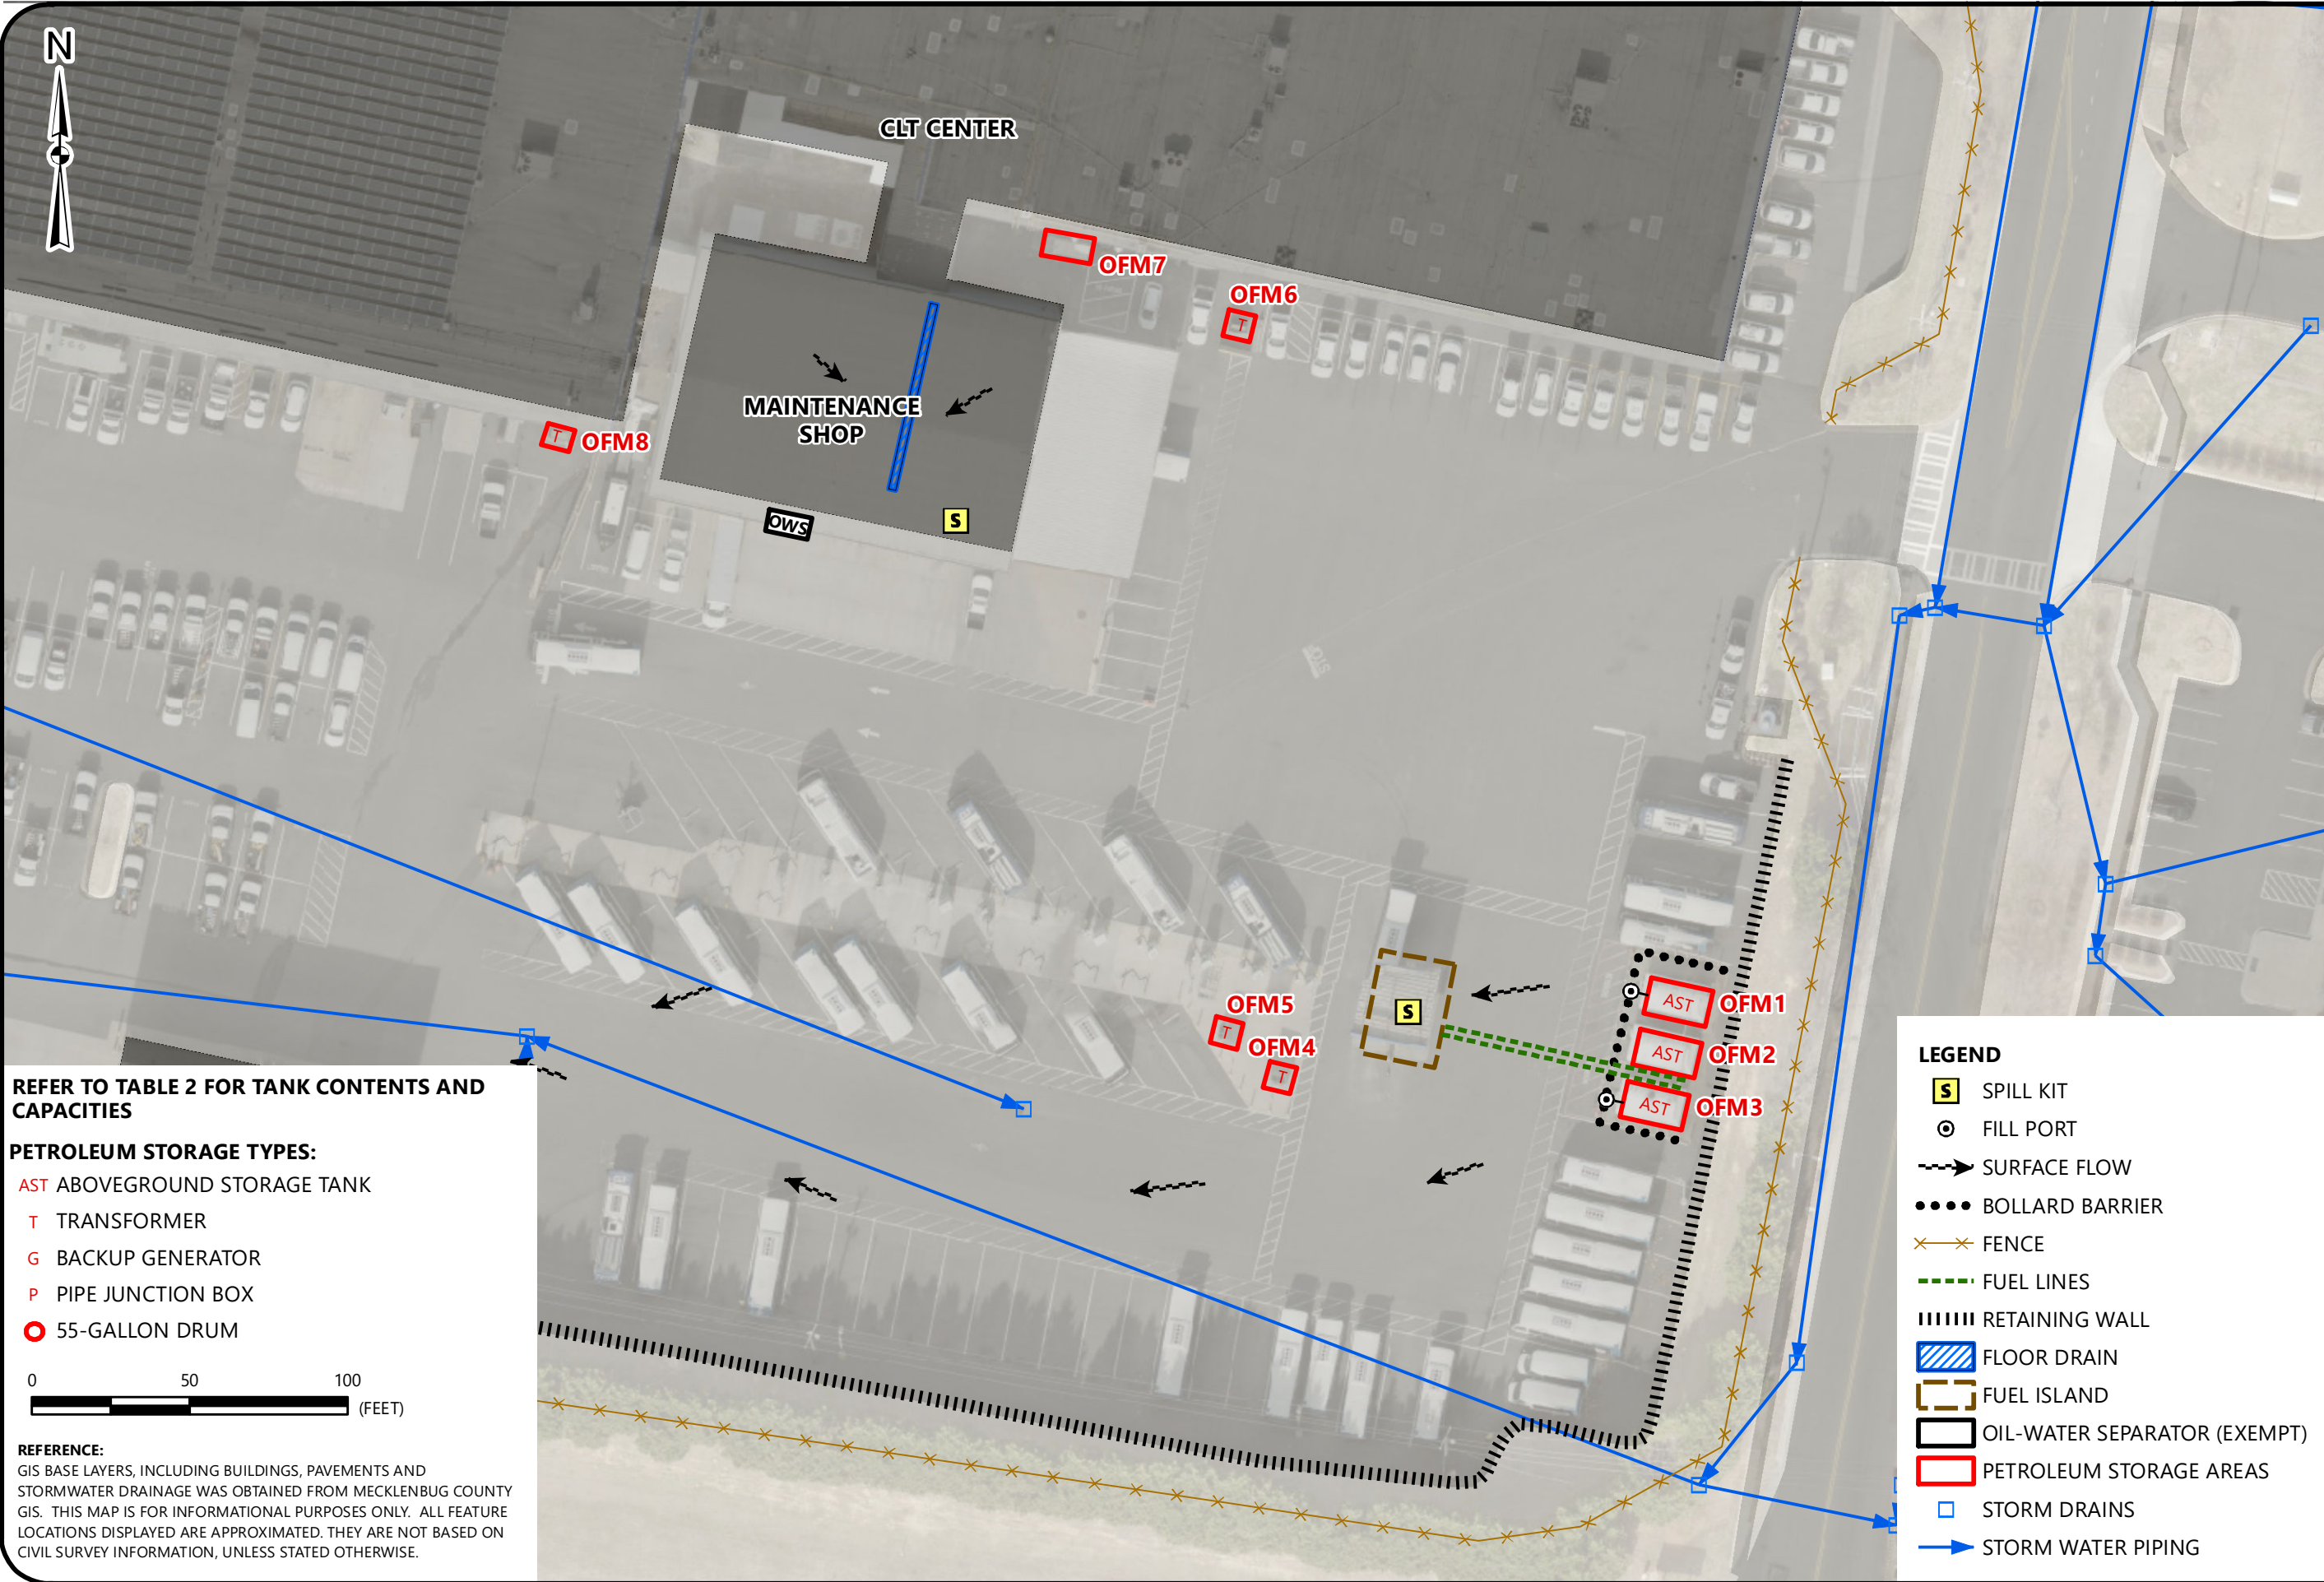 N
CLT CENTER
OFM7
OFM6
T
MAINTENANCE
SHOP
T
OFM8
OWS
S
OFM5
T
OFM4
T
S
AST
OFM1
AST
OFM2
AST
OFM3
REFER TO TABLE 2 FOR TANK CONTENTS AND
CAPACITIES
PETROLEUM STORAGE TYPES:
AST ABOVEGROUND STORAGE TANK
T TRANSFORMER
G BACKUP GENERATOR
P PIPE JUNCTION BOX
55-GALLON DRUM
0 50 100
(FEET)
REFERENCE:
GIS BASE LAYERS, INCLUDING BUILDINGS, PAVEMENTS AND
STORMWATER DRAINAGE WAS OBTAINED FROM MECKLENBUG COUNTY
GIS. THIS MAP IS FOR INFORMATIONAL PURPOSES ONLY. ALL FEATURE
LOCATIONS DISPLAYED ARE APPROXIMATED. THEY ARE NOT BASED ON
CIVIL SURVEY INFORMATION, UNLESS STATED OTHERWISE.
LEGEND
S SPILL KIT
FILL PORT
SURFACE FLOW
BOLLARD BARRIER
FENCE
FUEL LINES
RETAINING WALL
FLOOR DRAIN
FUEL ISLAND
OIL-WATER SEPARATOR (EXEMPT)
PETROLEUM STORAGE AREAS
STORM DRAINS
STORM WATER PIPING